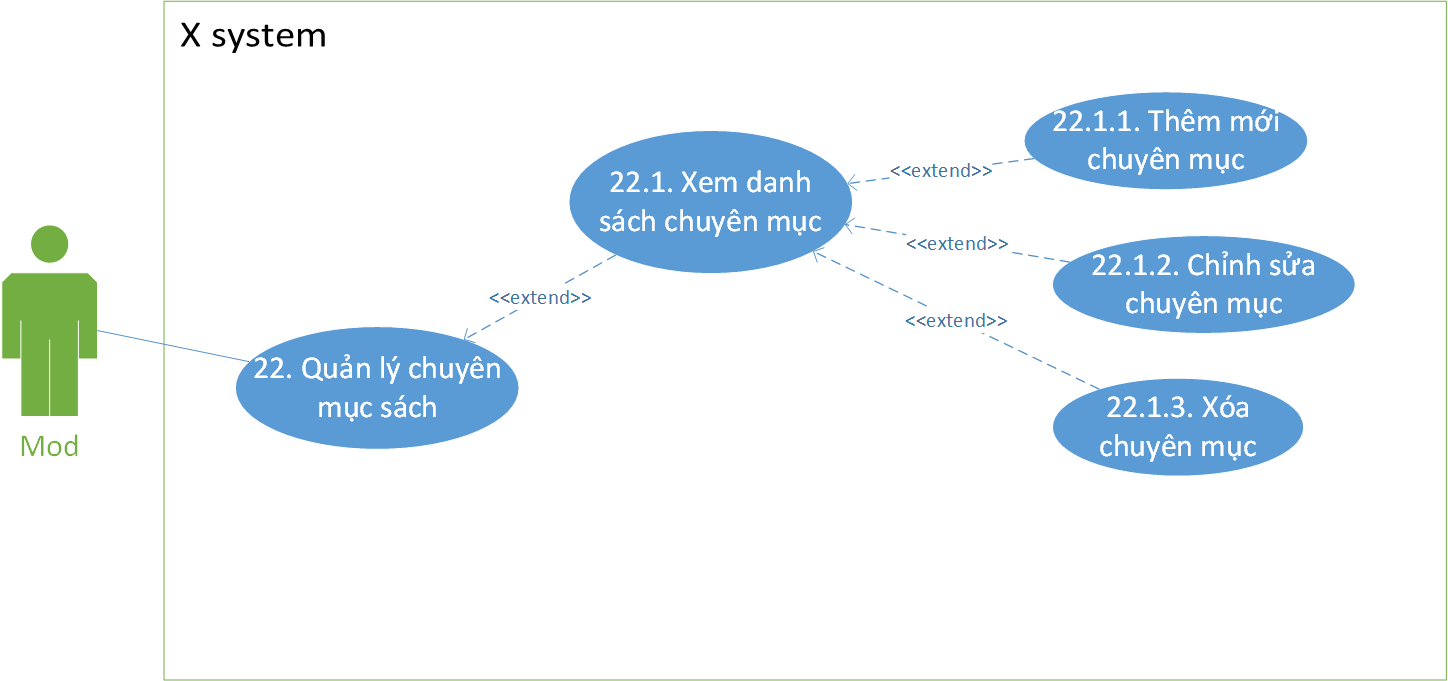 X system
22.1.1. Thêm mới
chuyên mục
<<extend>>
22.1. Xem danh
sách chuyên mục
<<extend>>
22.1.2. Chỉnh sửa
chuyên mục
<<extend>>
<<extend>>
22. Quản lý chuyên
mục sách
22.1.3. Xóa
chuyên mục
Mod